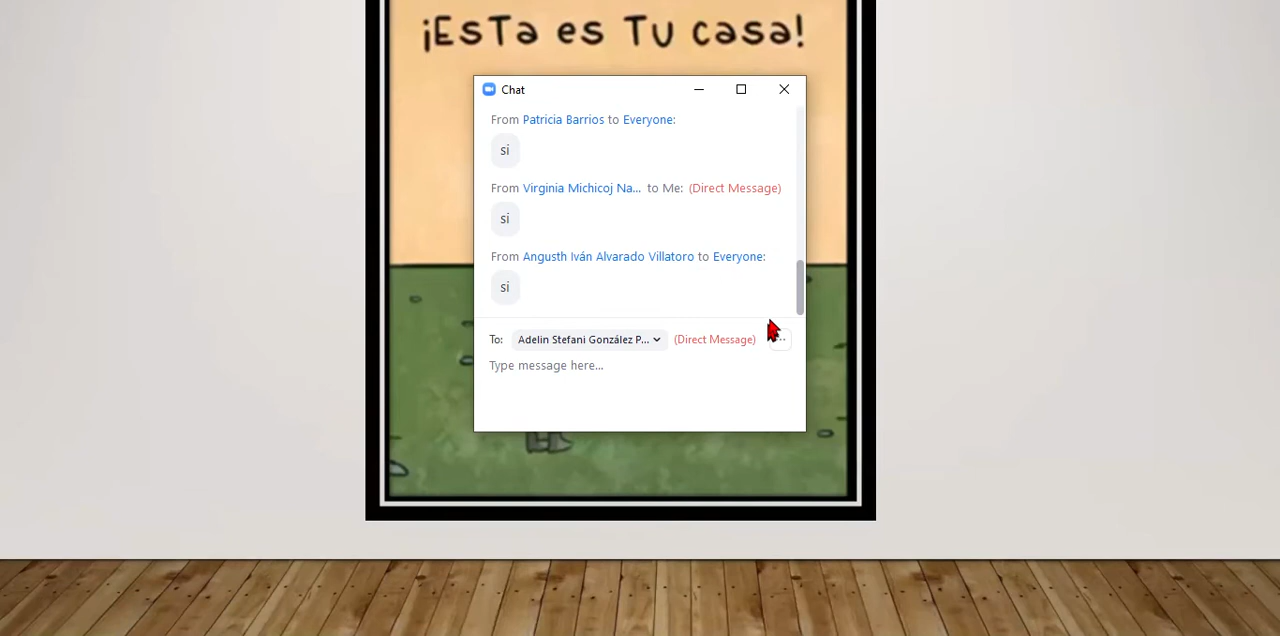 ¡EsTa es Tu casa!
Chat
From Patricia Barrios to Everyone:
si
From Virginia Michicoj Na... to Me: (Direct Message)
si
From Angusth Iván Alvarado Villatoro to Everyone:
si
To: Adelin Stefani González P... (Direct Message)
Type message here...